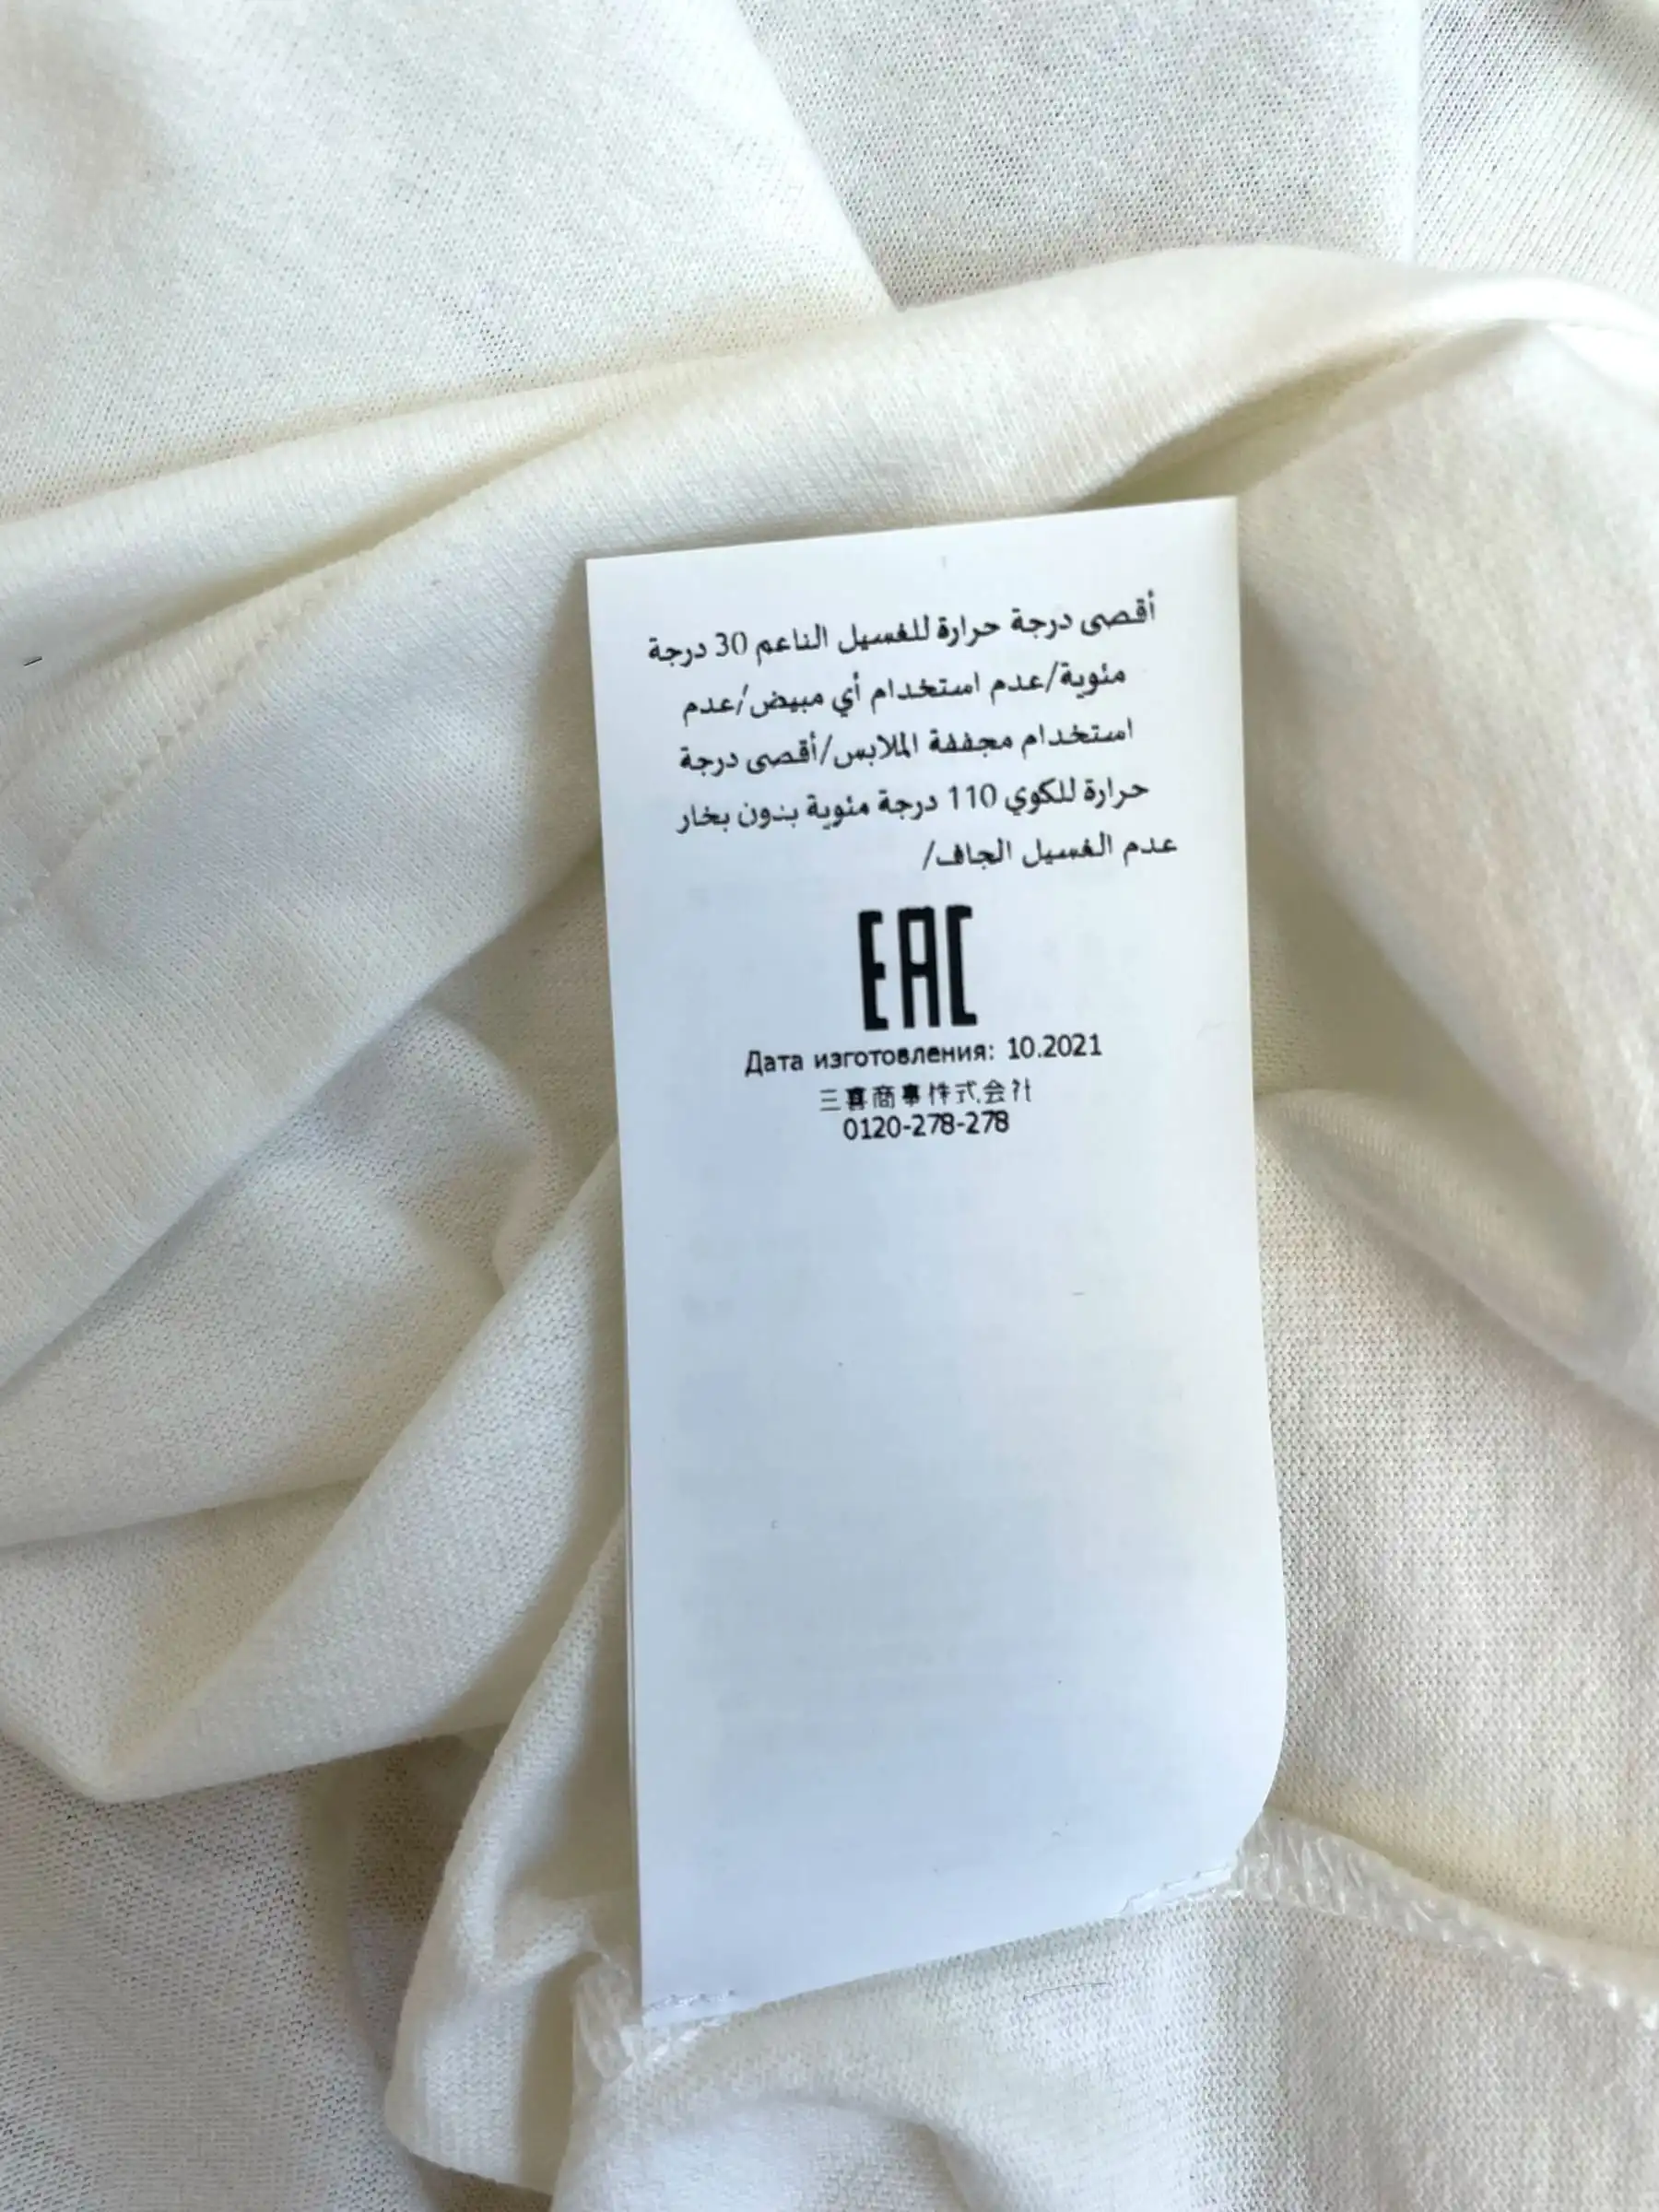 أقصى درجة حرارة للغسيل الناعم 30 درجة
مئوية/عدم استخدام أي مبيض/عدم
استخدام مجففة الملابس/أقصى درجة
حرارة للكوي 110 درجة مئوية بدون بخار
عدم الغسيل الجاف/
EAC
Дата изготовления: 10.2021
三喜商事株式会社
0120-278-278